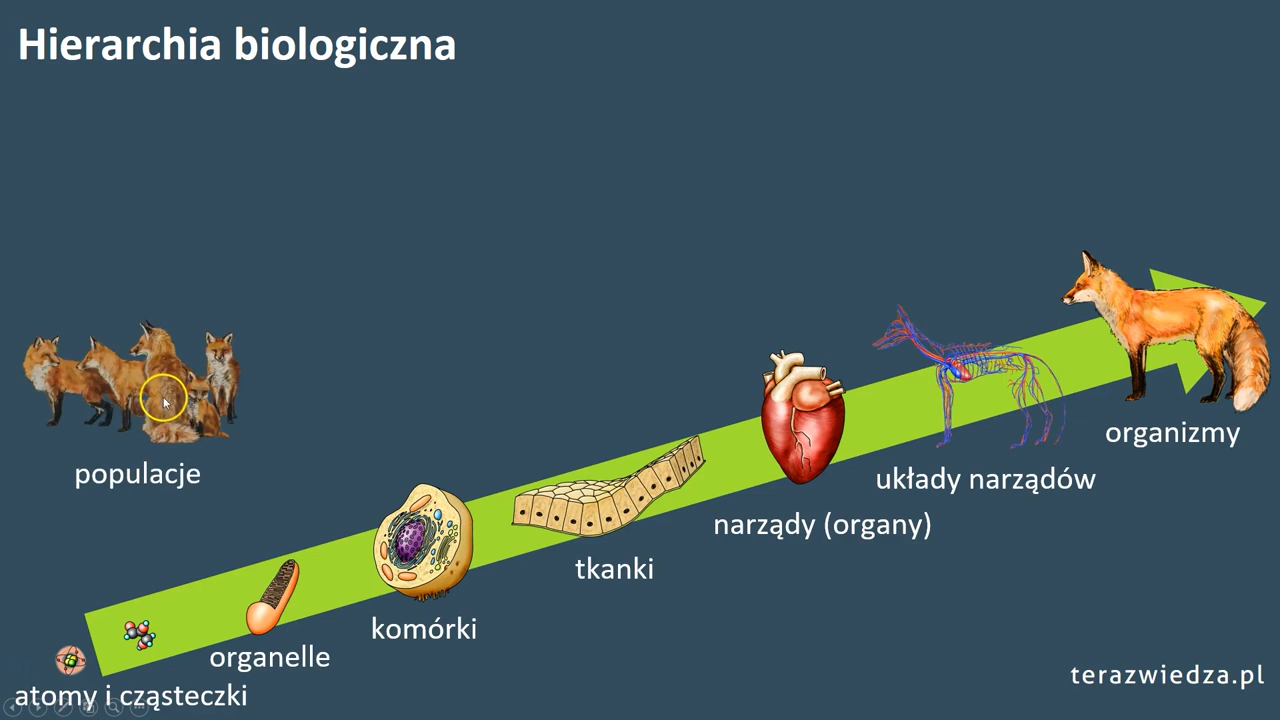 Hierarchia biologiczna
populacje
organizmy
układy narządów
narządy (organy)
tkanki
komórki
organelle
atomy i cząsteczki
terazwiedza.pl